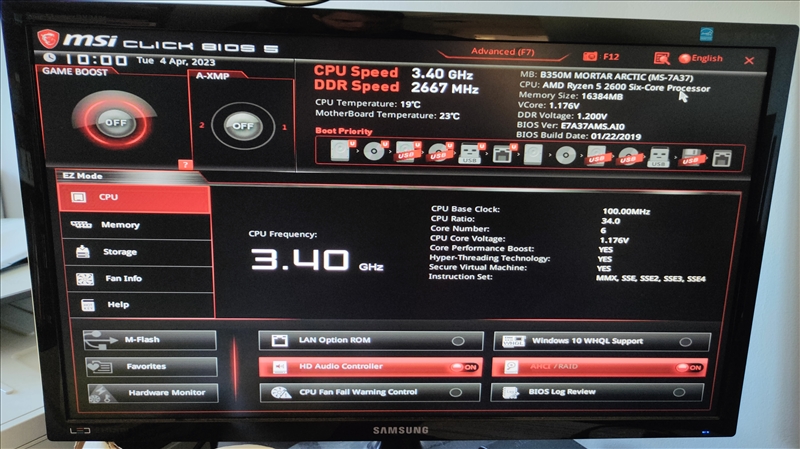 msi CLICK BIOS 5
Advanced (F7)
F12
English
X
10:00 Tue 4 Apr, 2023
GAME BOOST
OFF
A-XMP
2
OFF
1
CPU Speed 3.40 GHz
DDR Speed 2667 MHz
CPU Temperature: 19°C
MotherBoard Temperature: 23°C
MB: B350M MORTAR ARCTIC (MS-7A37)
CPU: AMD Ryzen 5 2600 Six-Core Processor
Memory Size: 16384MB
VCore: 1.176V
DDR Voltage: 1.200V
BIOS Ver: E7A37AMS.AI0
BIOS Build Date: 01/22/2019
Boot Priority
U U U U U U
USB USB USB USB USB USB
?
EZ Mode
CPU
Memory
Storage
Fan Info
Help
CPU Frequency:
3.40 GHz
CPU Base Clock: 100.00MHz
CPU Ratio: 34.0
Core Number: 6
CPU Core Voltage: 1.176V
Core Performance Boost: YES
Hyper-Threading Technology: YES
Secure Virtual Machine: YES
Instruction Set: MMX, SSE, SSE2, SSE3, SSE4
M-Flash
Favorites
Hardware Monitor
LAN Option ROM
HD Audio Controller ON
CPU Fan Fail Warning Control
Windows 10 WHQL Support
AHCI /RAID ON
BIOS Log Review
LED
SAMSUNG